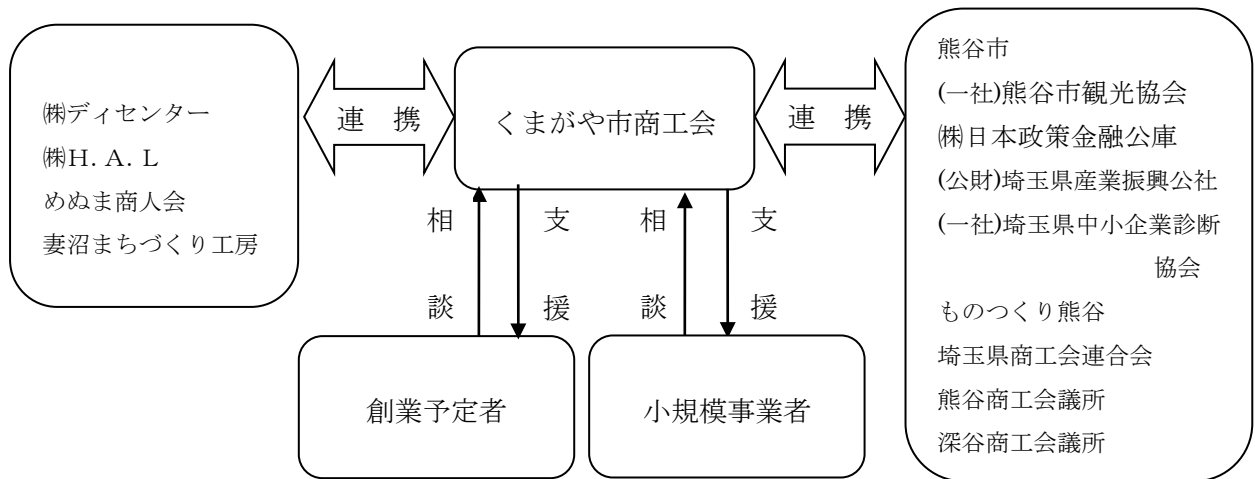 ㈱ディセンター
㈱H．A．L
めぬま商人会
妻沼まちづくり工房
連　携
くまがや市商工会
連　携
熊谷市
(一社)熊谷市観光協会
㈱日本政策金融公庫
(公財)埼玉県産業振興公社
(一社)埼玉県中小企業診断
協会
ものつくり熊谷
埼玉県商工会連合会
熊谷商工会議所
深谷商工会議所
相談
支援
相談
支援
創業予定者
小規模事業者